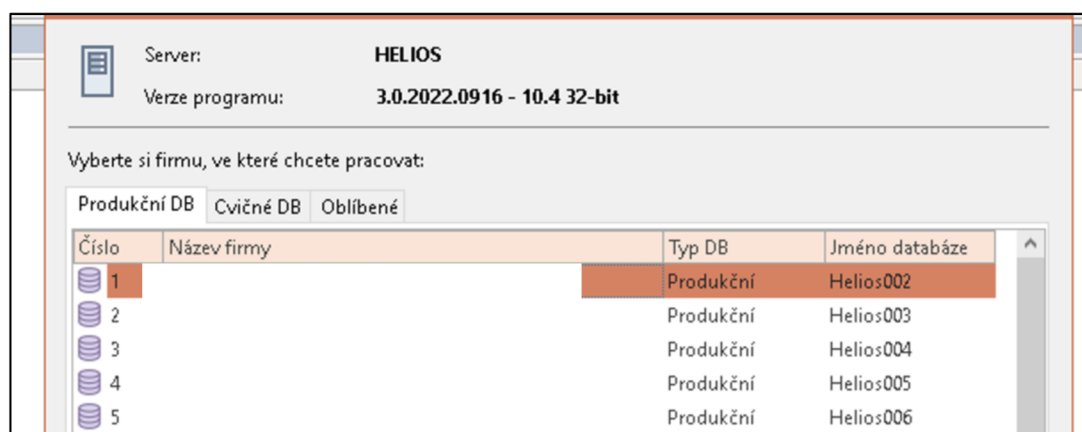 Server: HELIOS
Verze programu: 3.0.2022.0916 - 10.4 32-bit
Vyberte si firmu, ve které chcete pracovat:
Produkční DB Cvičné DB Oblíbené
Číslo Název firmy Typ DB Jméno databáze
1 Produkční Helios002
2 Produkční Helios003
3 Produkční Helios004
4 Produkční Helios005
5 Produkční Helios006